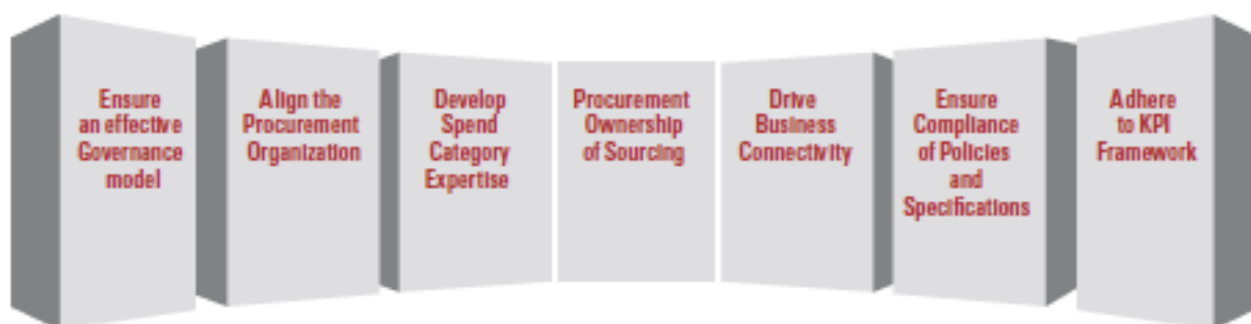 Ensure
an effective
Governance
model
Align the
Procurement
Organization
Develop
Spend
Category
Expertise
Procurement
Ownership
of Sourcing
Drive
Business
Connectivity
Ensure
Compliance
of Policies
and
Specifications
Adhere
to KPI
Framework